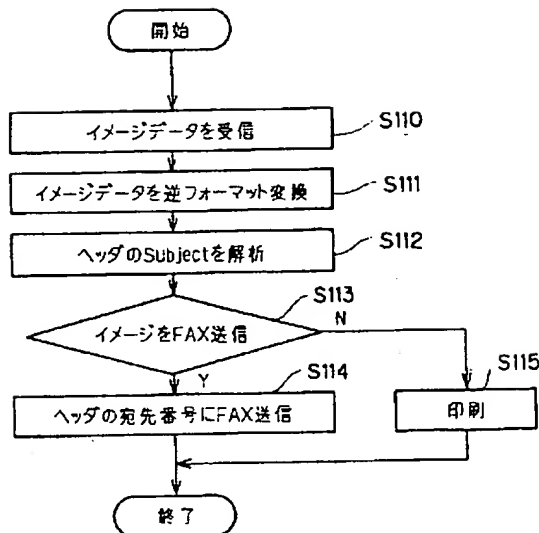 開始
イメージデータを受信
S110
イメージデータを逆フォーマット変換
S111
ヘッダのSubjectを解析
S112
イメージをFAX送信
S113
N
Y
ヘッダの宛先番号にFAX送信
S114
印刷
S115
終了